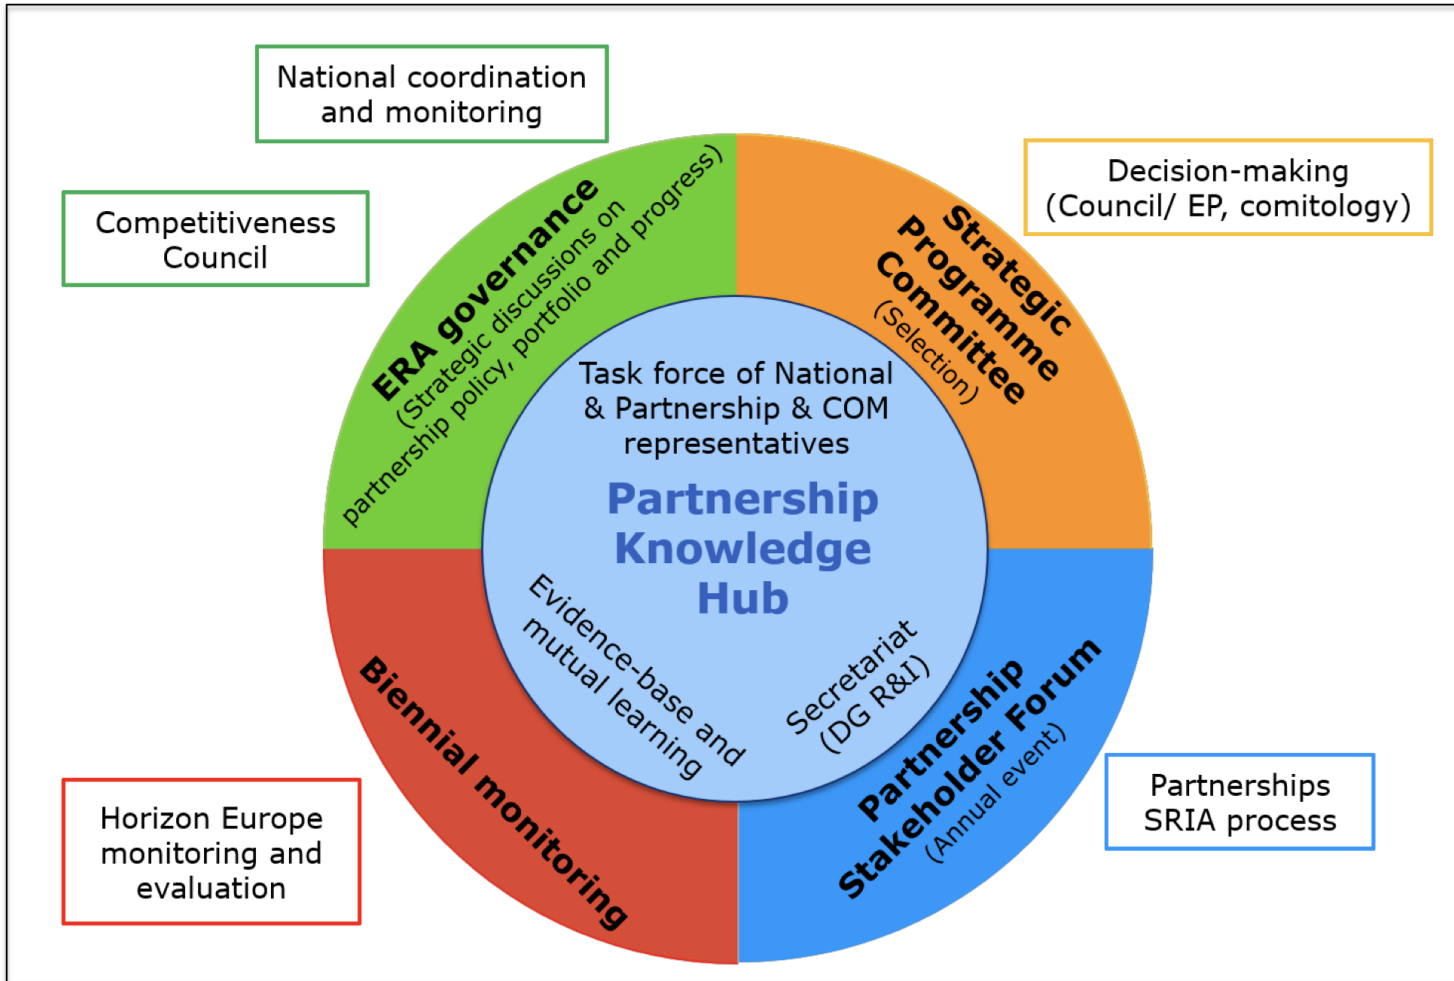 National coordination
and monitoring
Competitiveness
Council
Decision-making
(Council/ EP, comitology)
ERA governance
(Strategic discussions on
partnership policy, portfolio and progress)
Strategic
Programme
Committee
(Selection)
Task force of National
& Partnership & COM
representatives
Partnership
Knowledge
Hub
Evidence-base and
mutual learning
Secretariat
(DG R&I)
Biennial monitoring
Partnership
Stakeholder Forum
(Annual event)
Horizon Europe
monitoring and
evaluation
Partnerships
SRIA process